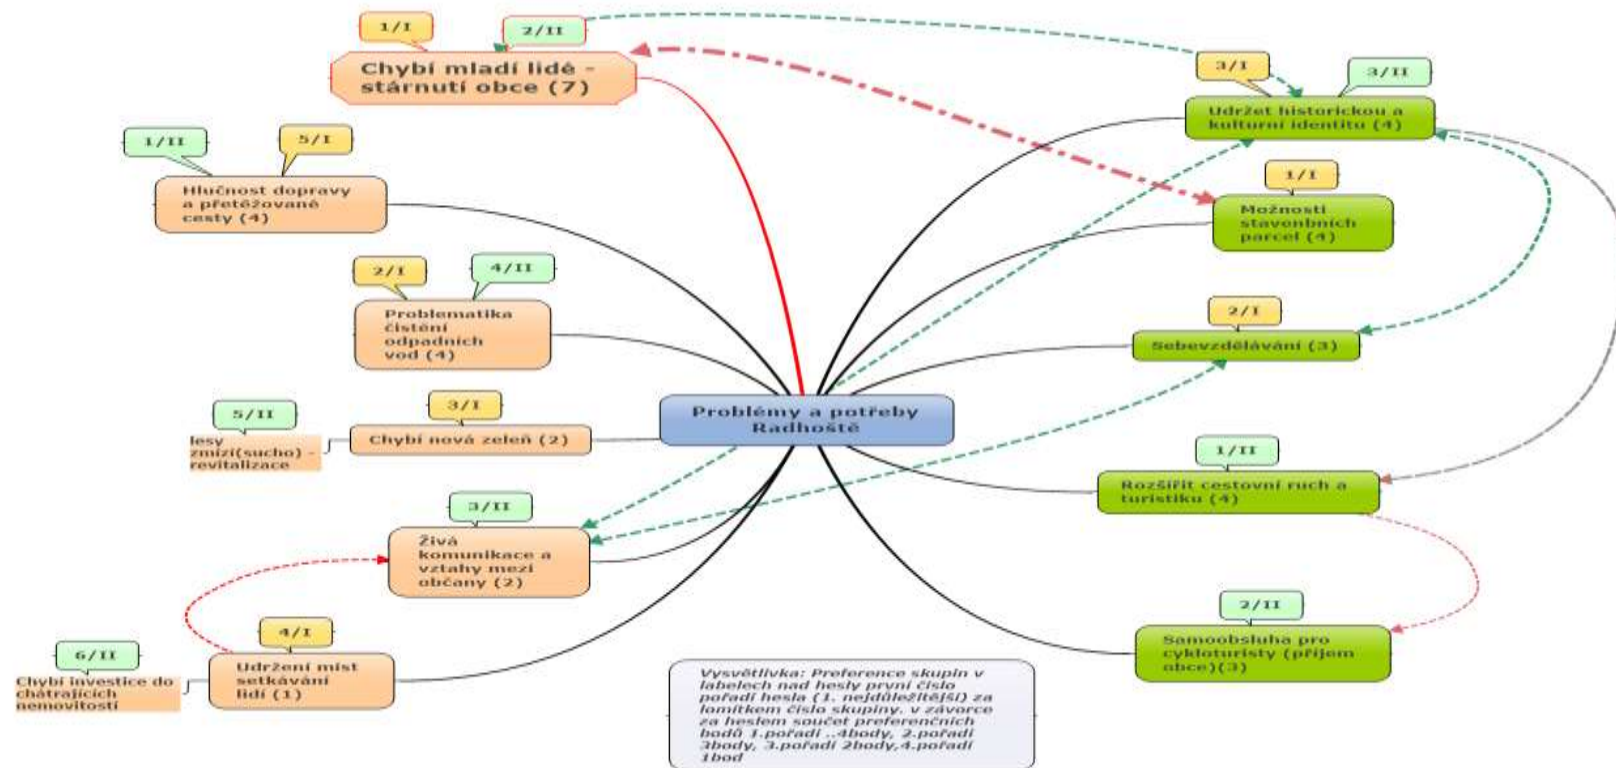 1/I
2/II
Chybí mladí lidé -
stárnutí obce (7)
1/II
5/I
Hlučnost dopravy
a přetěžované
cesty (4)
2/I
4/II
Problematika
čistění
odpadních
vod (4)
3/I
Chybí nová zeleň (2)
5/II
lesy
zmizí(sucho) -
revitalizace
3/II
Živá
komunikace a
vztahy mezi
občany (2)
4/I
Udržení míst
setkávání
lidí (1)
6/II
Chybí investice do
chátrajících
nemovitostí
Problémy a potřeby
Radhoště
3/I
3/II
Udržet historickou a
kulturní identitu (4)
1/I
Možnosti
stavonbních
parcel (4)
2/I
Sebevzdělávání (3)
1/II
Rozšířit cestovní ruch a
turistiku (4)
2/II
Samoobsluha pro
cykloturisty (příjem
obce)(3)
Vysvětlivka: Preference skupin v
labelech nad hesly první číslo
pořadí hesla (1. nejdůležitější) za
lomítkem číslo skupiny. v závorce
za heslem součet preferenčních
bodů 1.pořadí ..4body, 2.pořadí
3body, 3.pořadí 2body,4.pořadí
1bod